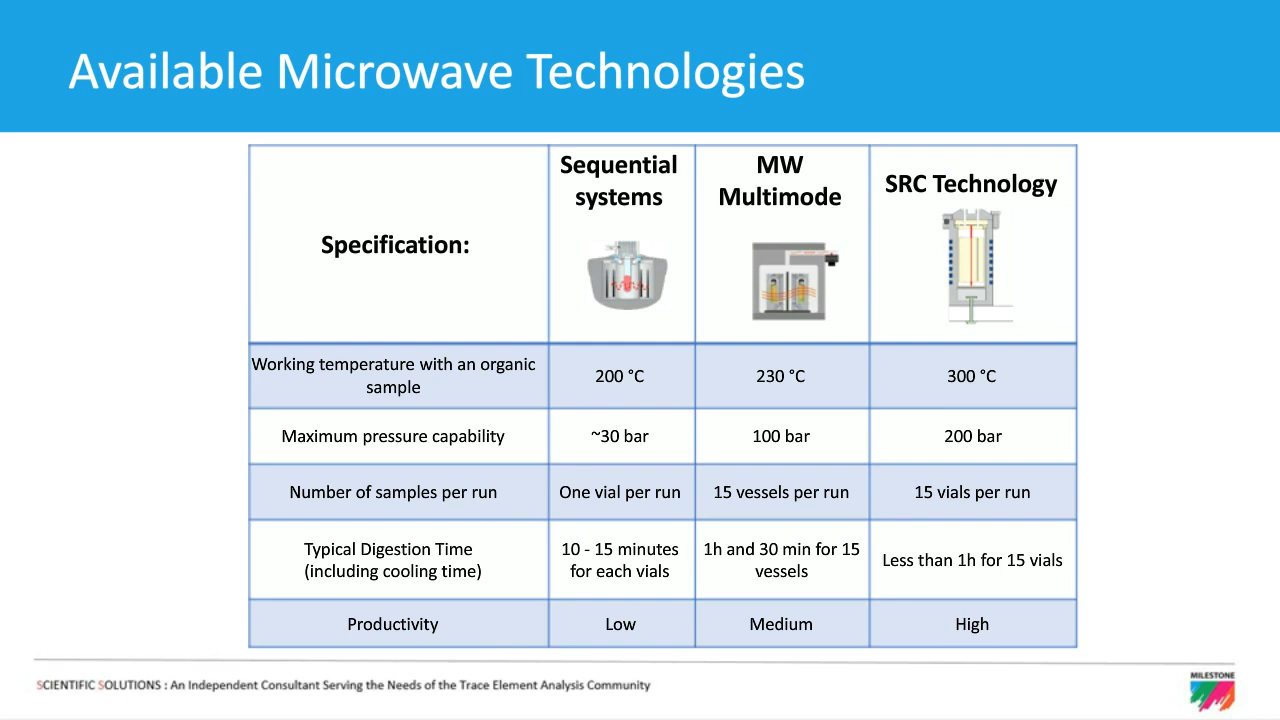 Available Microwave Technologies
Specification:
Sequential
systems
MW
Multimode
SRC Technology
Working temperature with an organic
sample
200 °C
230 °C
300 °C
Maximum pressure capability
~30 bar
100 bar
200 bar
Number of samples per run
One vial per run
15 vessels per run
15 vials per run
Typical Digestion Time
(including cooling time)
10 - 15 minutes
for each vials
1h and 30 min for 15
vessels
Less than 1h for 15 vials
Productivity
Low
Medium
High
SCIENTIFIC SOLUTIONS : An Independent Consultant Serving the Needs of the Trace Element Analysis Community
MILESTONE